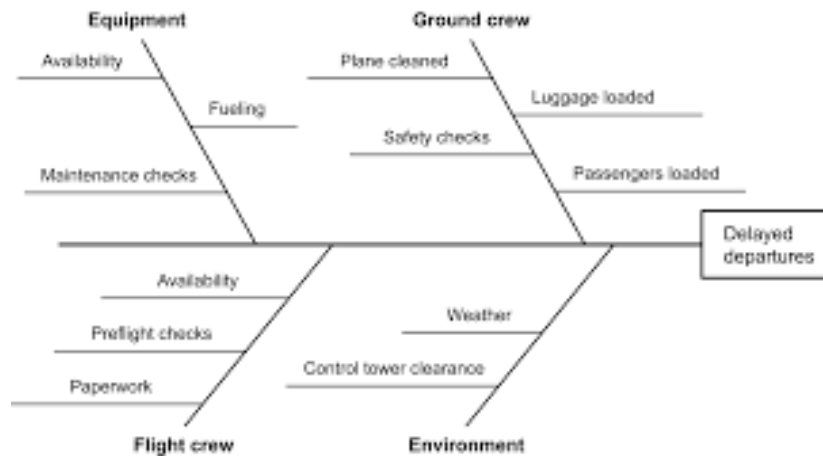 Equipment
Ground crew
Availability
Plane cleaned
Fueling
Luggage loaded
Safety checks
Maintenance checks
Passengers loaded
Delayed
departures
Availability
Weather
Preflight checks
Control tower clearance
Paperwork
Flight crew
Environment